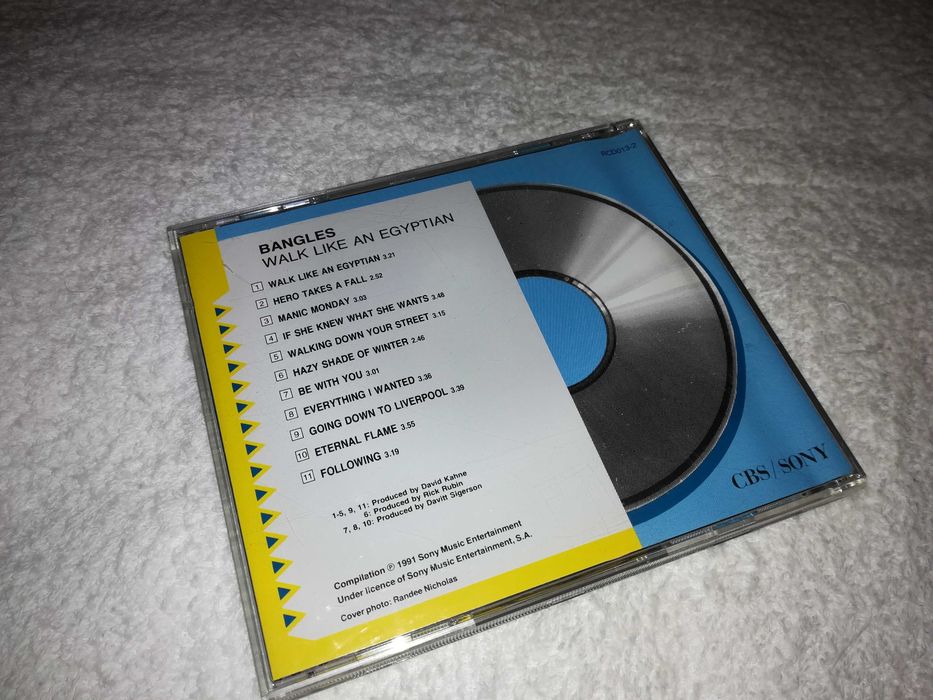 RCD013-2
BANGLES
WALK LIKE AN EGYPTIAN
1 WALK LIKE AN EGYPTIAN 3.21
2 HERO TAKES A FALL 2.52
3 MANIC MONDAY 3.03
4 IF SHE KNEW WHAT SHE WANTS 3.48
5 WALKING DOWN YOUR STREET 3.15
6 HAZY SHADE OF WINTER 2.46
7 BE WITH YOU 3.01
8 EVERYTHING I WANTED 3.36
9 GOING DOWN TO LIVERPOOL 3.39
10 ETERNAL FLAME 3.55
11 FOLLOWING 3.19
1-5, 9, 11: Produced by David Kahne
6: Produced by Rick Rubin
7, 8, 10: Produced by Davitt Sigerson
Compilation ℗ 1991 Sony Music Entertainment
Under licence of Sony Music Entertainment, S.A.
Cover photo: Randee Nicholas
CBS/SONY